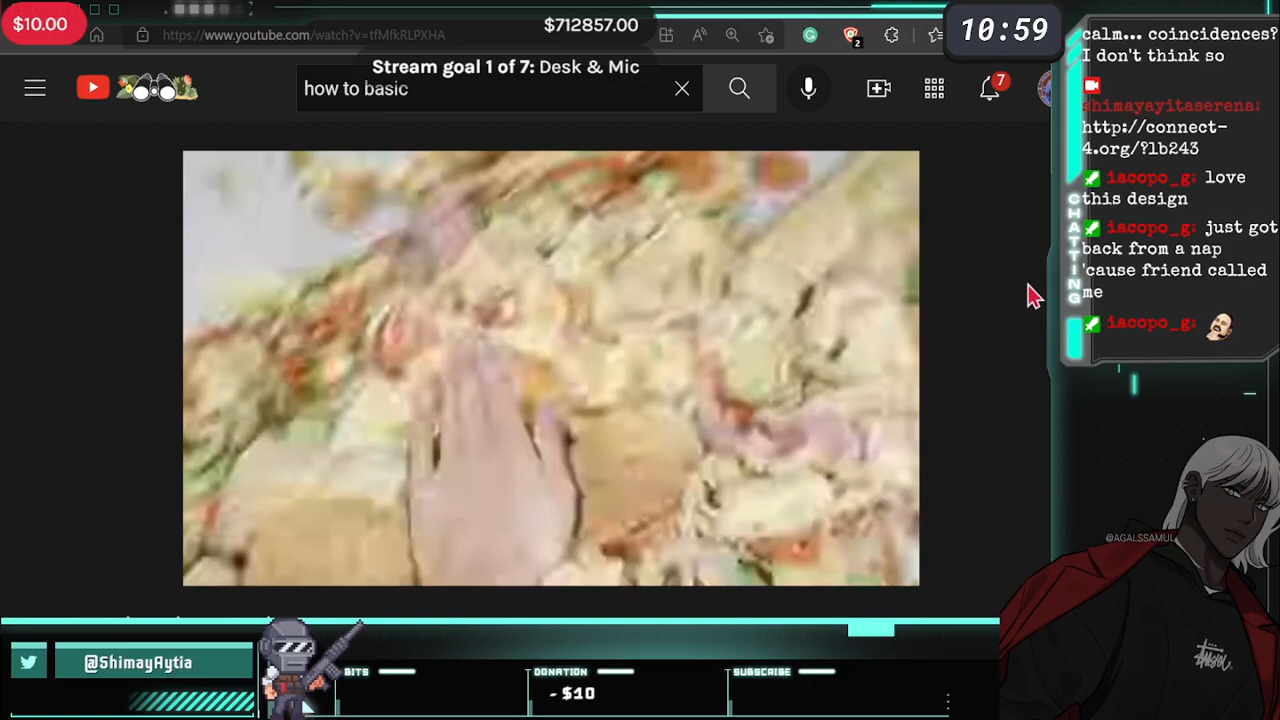 $10.00
$712857.00
10:59
https://www.youtube.com/watch?v=tfMfkRLPXHA
2
Stream goal 1 of 7: Desk & Mic
how to basic
7
calm... coincidences?
I don't think so
shimayayitaserena:
http://connect-
4.org/?lb243
iacopo_g: love
this design
iacopo_g: just got
back from a nap
'cause friend called
me
iacopo_g:
CHATTING
@AGALSSAMUL
@ShimayAytia
BITS
DONATION
- $10
SUBSCRIBE